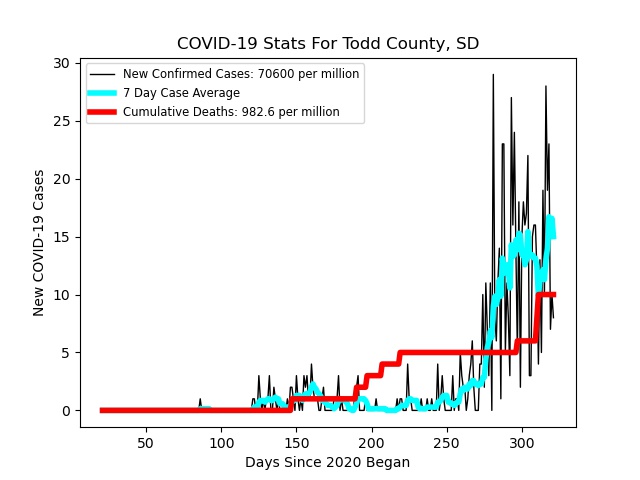 COVID-19 Stats For Todd County, SD
New Confirmed Cases: 70600 per million
7 Day Case Average
Cumulative Deaths: 982.6 per million
New COVID-19 Cases
30
25
20
15
10
5
0
50 100 150 200 250 300
Days Since 2020 Began